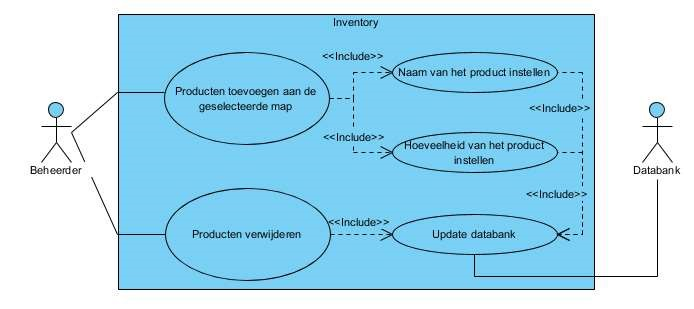 Inventory
<<Include>>
Naam van het product instellen
Producten toevoegen aan de
geselecteerde map
<<Include>>
<<Include>>
Hoeveelheid van het product
instellen
Beheerder
Databank
<<Include>>
<<Include>>
Producten verwijderen
Update databank